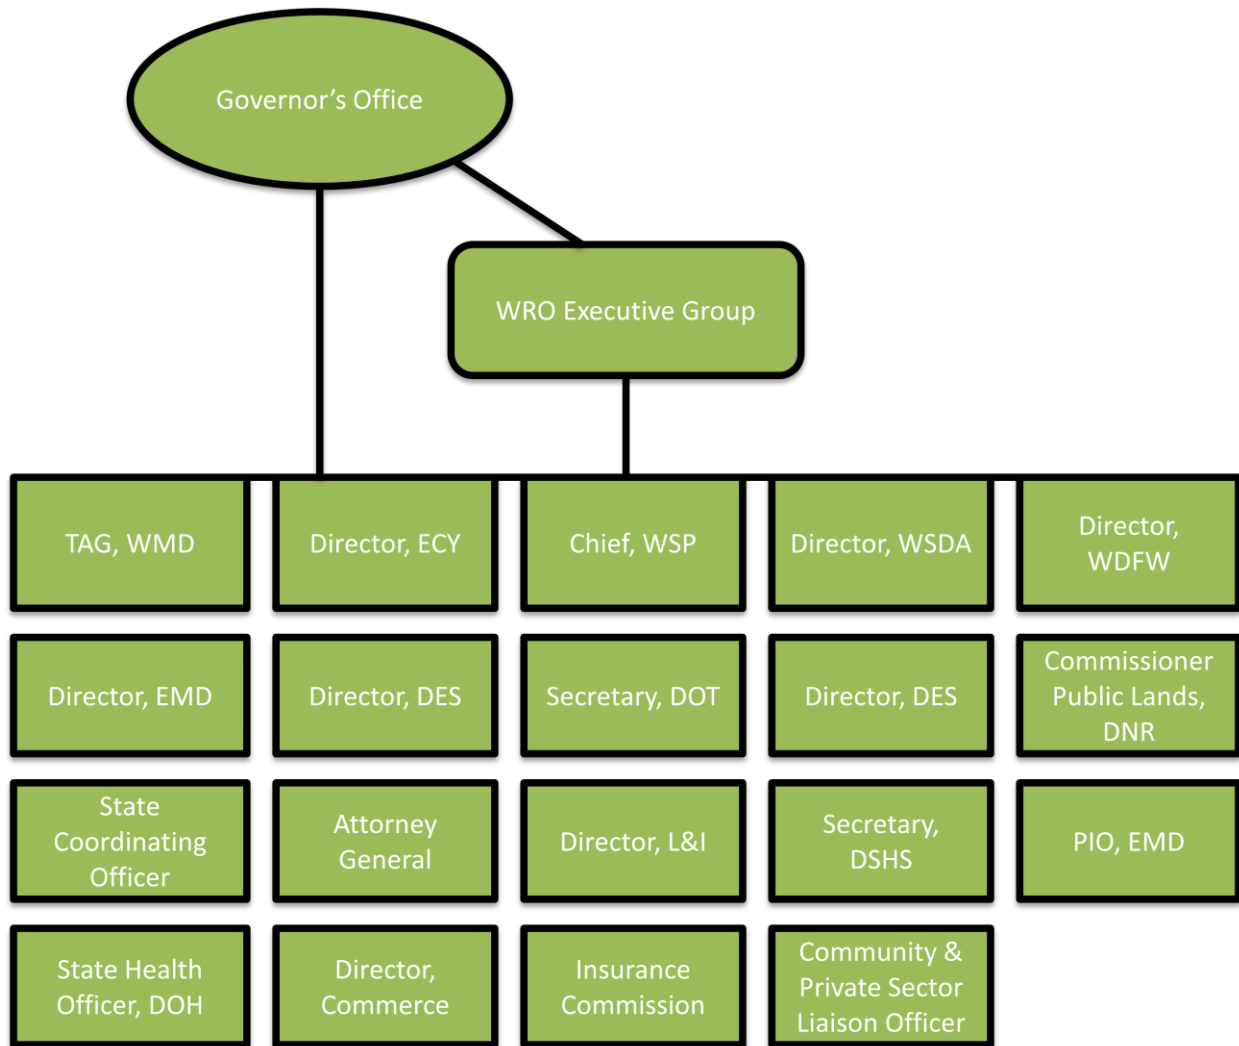 Governor’s Office
WRO Executive Group
TAG, WMD
Director, ECY
Chief, WSP
Director, WSDA
Director,
WDFW
Director, EMD
Director, DES
Secretary, DOT
Director, DES
Commissioner
Public Lands,
DNR
State
Coordinating
Officer
Attorney
General
Director, L&I
Secretary,
DSHS
PIO, EMD
State Health
Officer, DOH
Director,
Commerce
Insurance
Commission
Community &
Private Sector
Liaison Officer